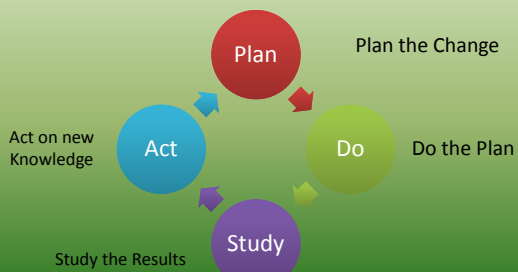 Plan
Plan the Change
Act on new
Knowledge
Act
Do
Do the Plan
Study
Study the Results